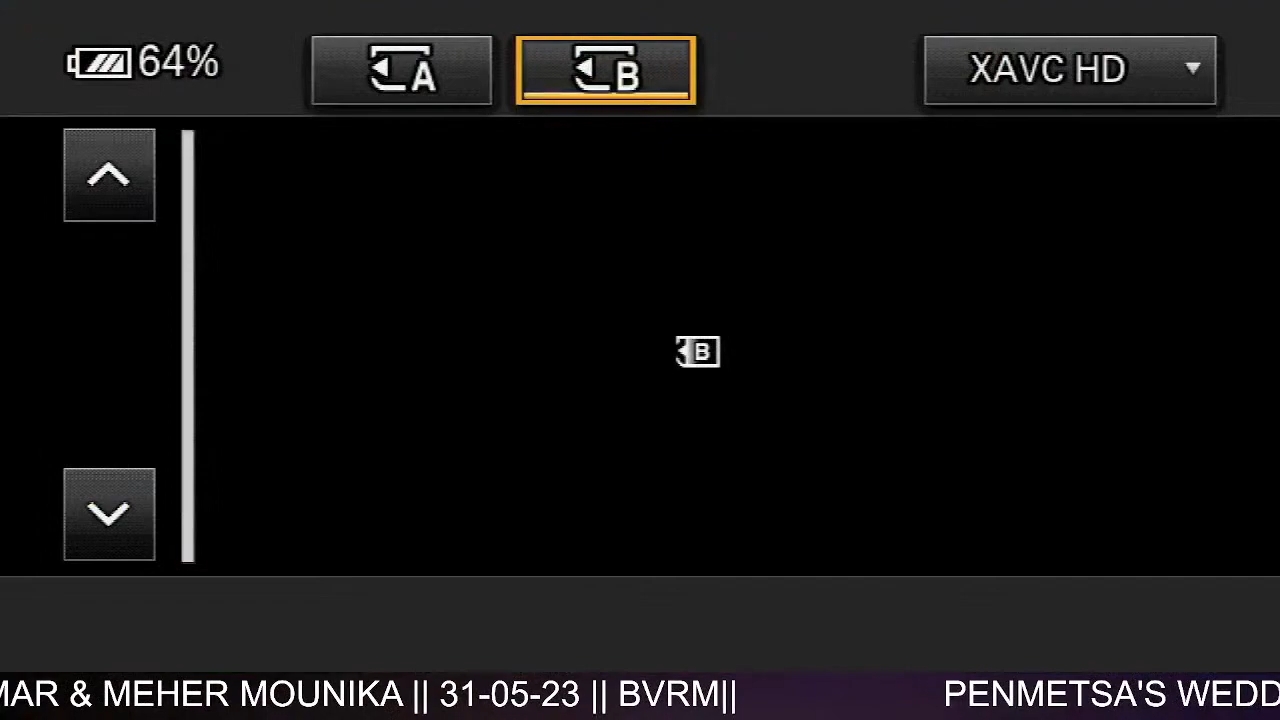 64%
A
B
XAVC HD
B
MAR & MEHER MOUNIKA || 31-05-23 || BVRM|| PENMETSA'S WEDD